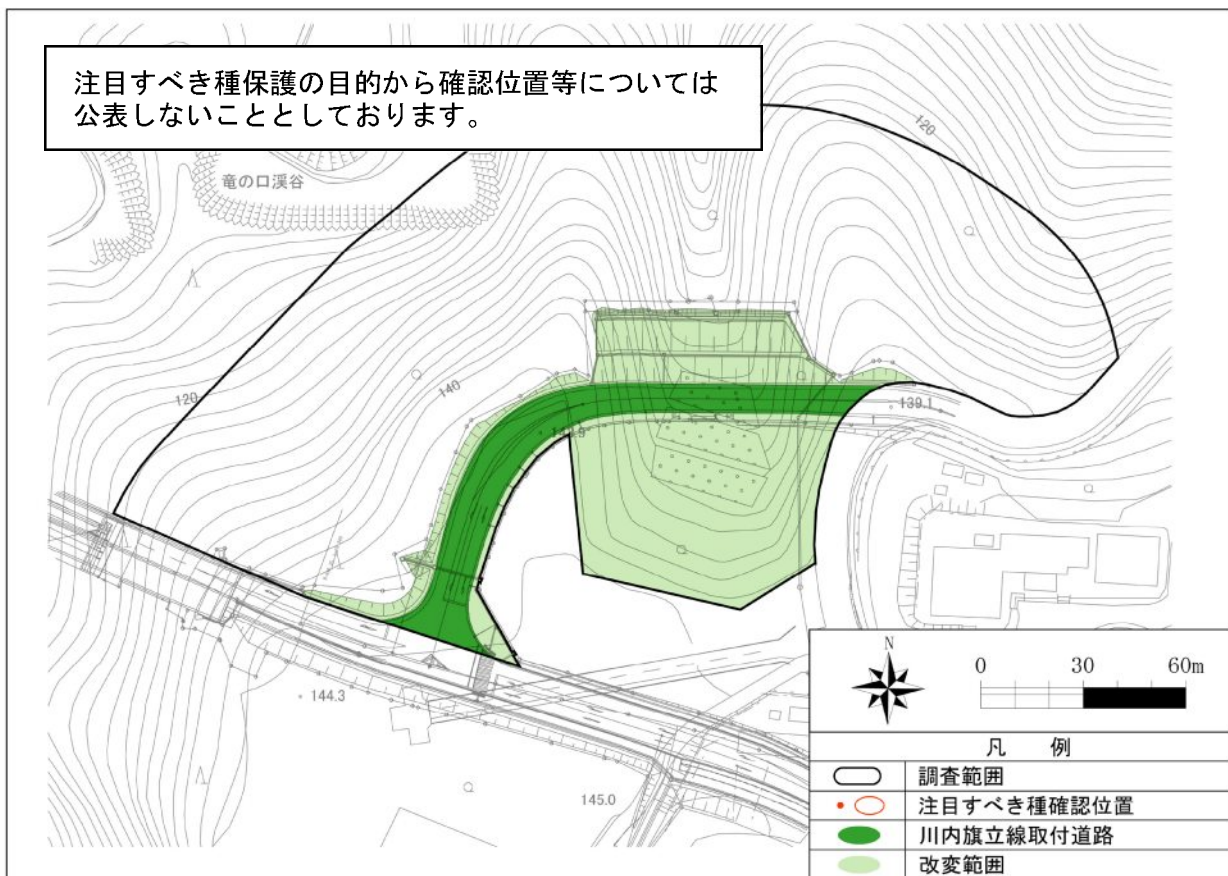 注目すべき種保護の目的から確認位置等については
公表しないこととしております。
120
竜の口渓谷
140
120
139.1
144.3
145.0
N
0 30 60m
凡 例
調査範囲
注目すべき種確認位置
川内旗立線取付道路
改変範囲